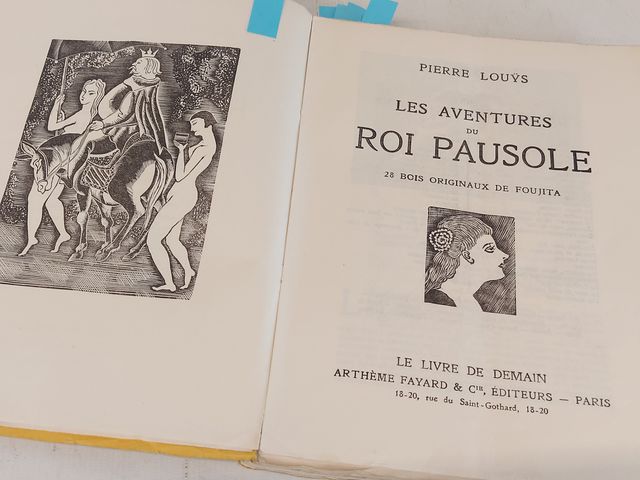 PIERRE LOUŸS
LES AVENTURES
DU
ROI PAUSOLE
28 BOIS ORIGINAUX DE FOUJITA
LE LIVRE DE DEMAIN
ARTHÈME FAYARD & Cᴵᴱ, ÉDITEURS — PARIS
18-20, rue du Saint-Gothard, 18-20